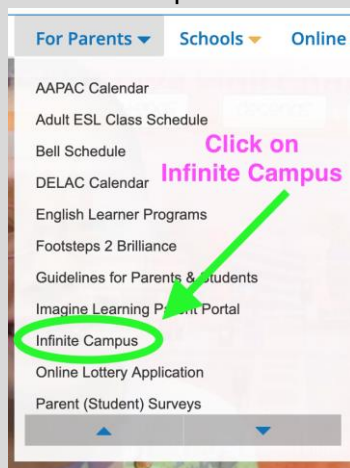 For Parents Schools Online
AAPAC Calendar
Adult ESL Class Schedule
Click on
Bell Schedule
Infinite Campus
DELAC Calendar
English Learner Programs
Footsteps 2 Brilliance
Guidelines for Parents & Students
Imagine Learning Parent Portal
Infinite Campus
Online Lottery Application
Parent (Student) Surveys